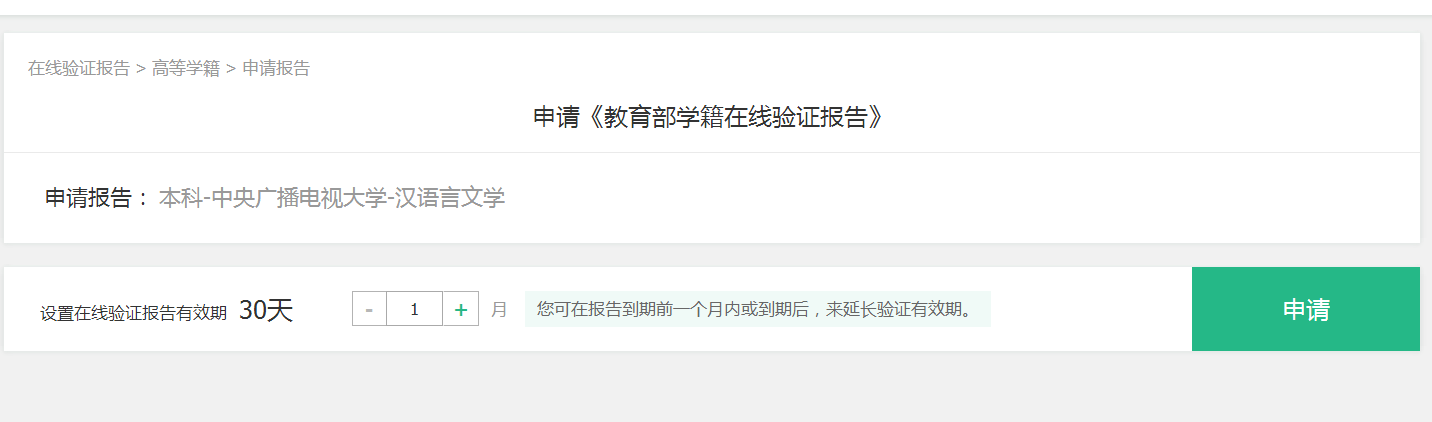 在线验证报告 > 高等学籍 > 申请报告
申请《教育部学籍在线验证报告》
申请报告： 本科-中央广播电视大学-汉语言文学
设置在线验证报告有效期 30天 - 1 + 月 您可在报告到期前一个月内或到期后，来延长验证有效期。 申请